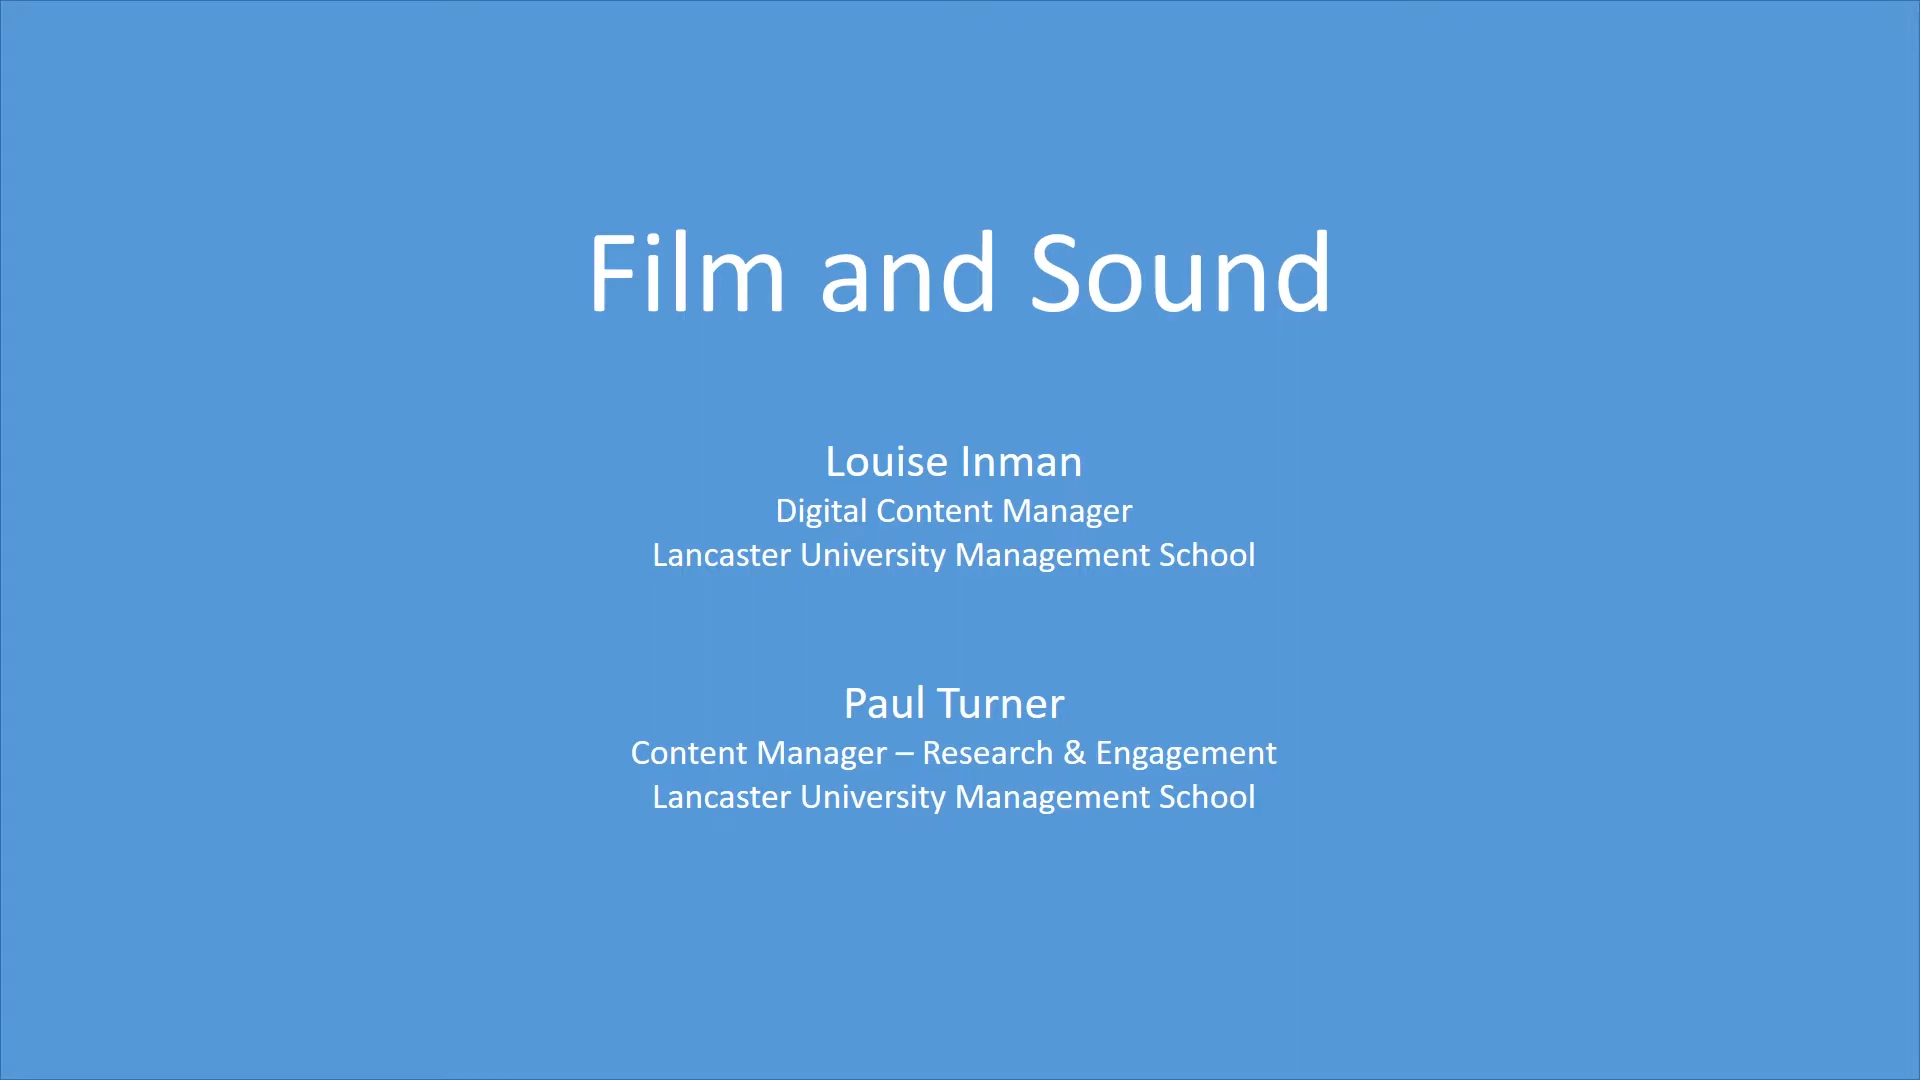 Film and Sound
Louise Inman
Digital Content Manager
Lancaster University Management School
Paul Turner
Content Manager – Research & Engagement
Lancaster University Management School